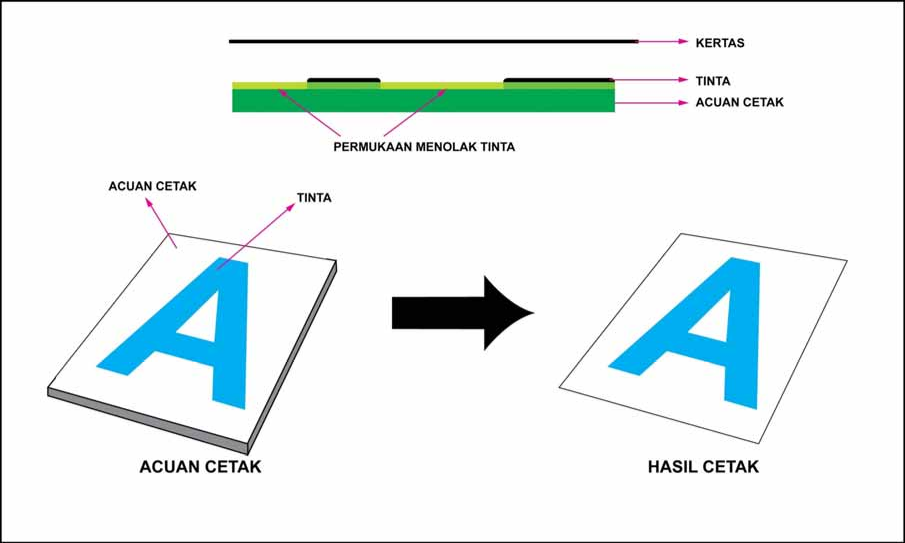 KERTAS
TINTA
ACUAN CETAK
PERMUKAAN MENOLAK TINTA
ACUAN CETAK
TINTA
A
A
ACUAN CETAK
HASIL CETAK